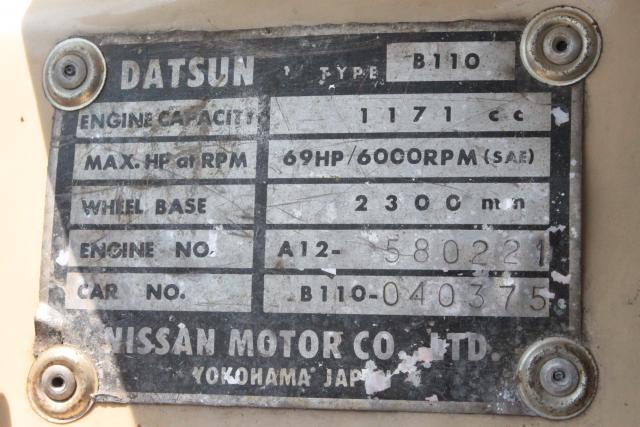 DATSUN TYPE B110
ENGINE CAPACITY 1171 cc
MAX. HP at RPM 69HP/6000RPM (SAE)
WHEEL BASE 2300 mm
ENGINE NO. A12-580221
CAR NO. B110-040375
NISSAN MOTOR CO., LTD.
YOKOHAMA JAPAN